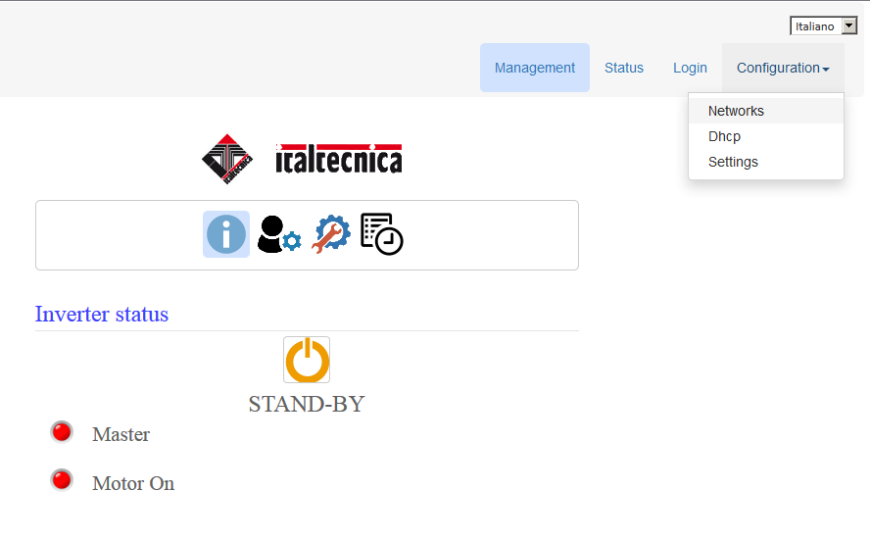 Italiano
Management Status Login Configuration
Networks
Dhcp
Settings
italtecnica
Inverter status
STAND-BY
Master
Motor On